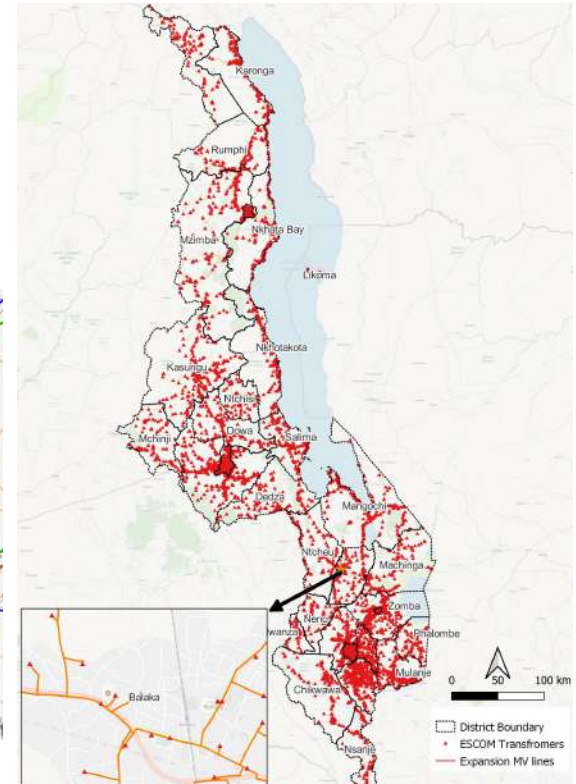 Karonga
Rumphi
Mzimba
Nkhata Bay
Likoma
Nkhotakota
Kasungu
Ntchisi
Dowa
Mchinji
Salima
Dedza
Mangochi
Ntcheu
Machinga
Zomba
Neno
wanza
Phalombe
Mulanje
Chikwawa
Nsanje
Balaka
0 50 100 km
District Boundary
ESCOM Transfromers
Expansion MV lines